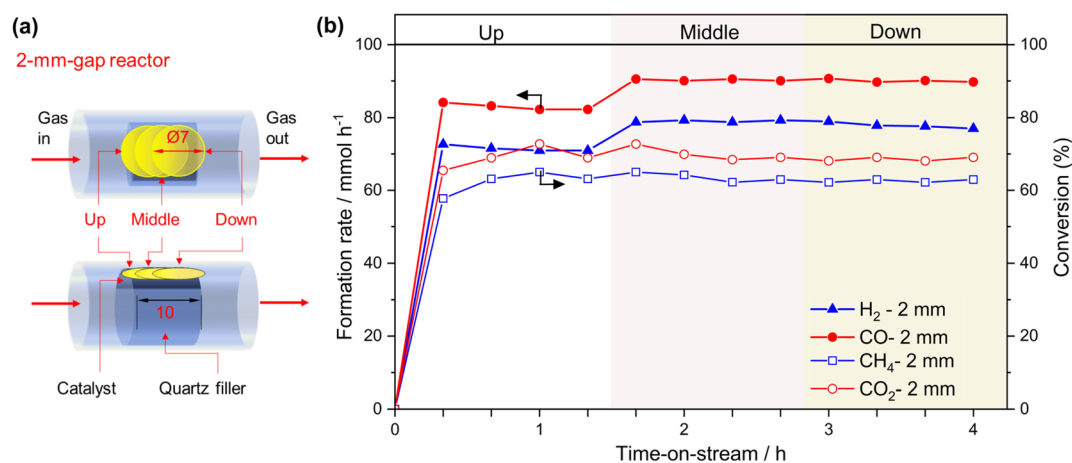 (a)
2-mm-gap reactor
Gas in
Gas out
Ø7
Up
Middle
Down
10
Catalyst
Quartz filler
(b)
Up
Middle
Down
Formation rate / mmol h⁻¹
100
80
60
40
20
0
Conversion (%)
100
80
60
40
20
0
H₂ - 2 mm
CO- 2 mm
CH₄- 2 mm
CO₂- 2 mm
0
1
2
3
4
Time-on-stream / h